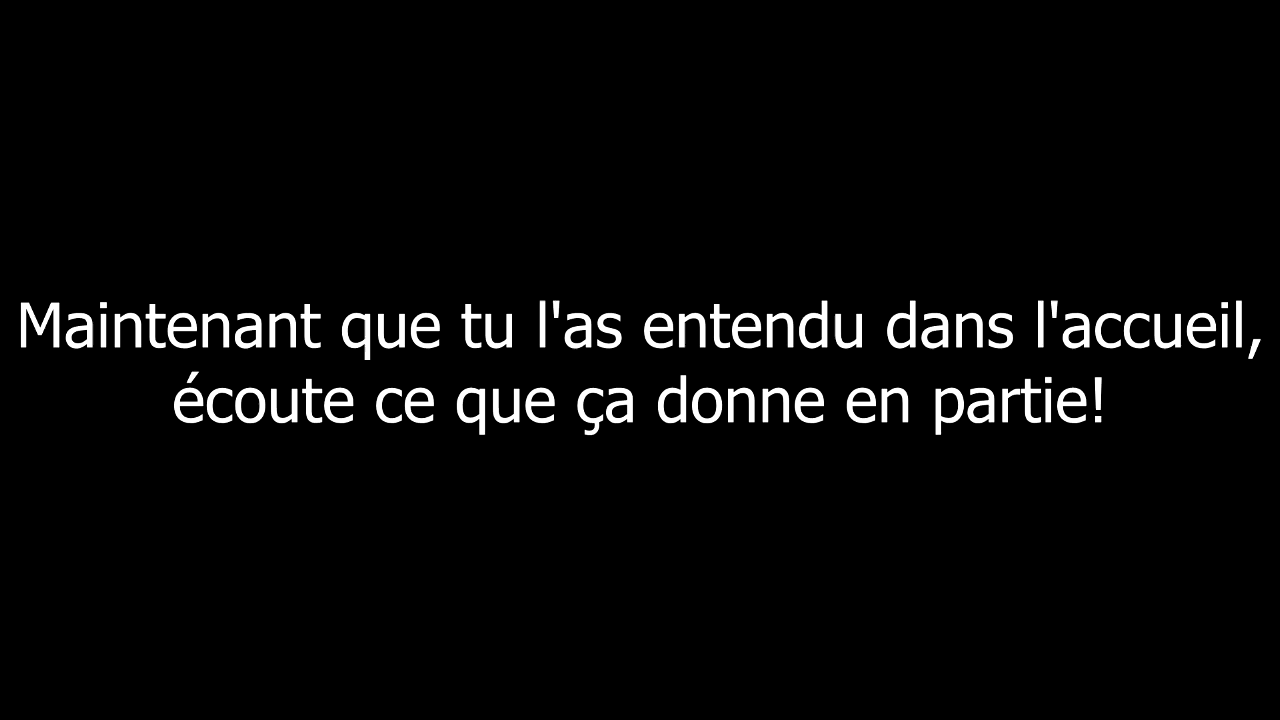 Maintenant que tu l'as entendu dans l'accueil,
écoute ce que ça donne en partie!